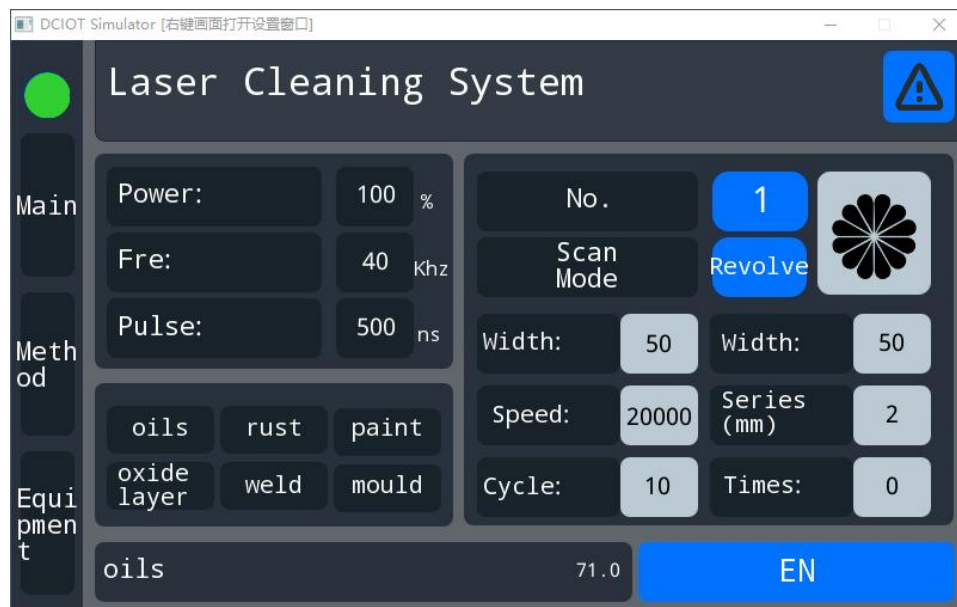 DCIOT Simulator [右键画面打开设置窗口]
Laser Cleaning System
Main
Meth
od
Equi
pmen
t
Power:
100 %
Fre:
40 Khz
Pulse:
500 ns
oils
rust
paint
oxide
layer
weld
mould
No.
1
Scan
Mode
Revolve
Width:
50
Width:
50
Speed:
20000
Series
(mm)
2
Cycle:
10
Times:
0
oils
71.0
EN